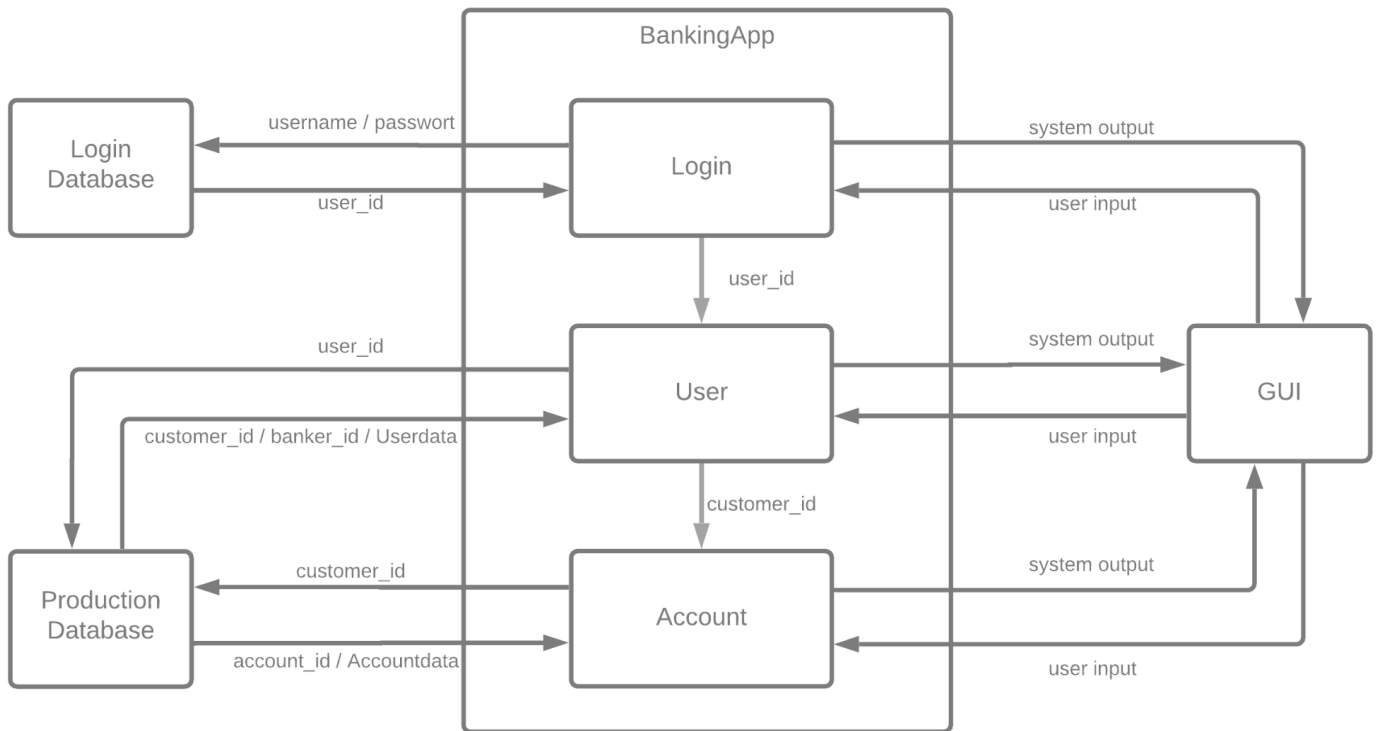 BankingApp
Login
Database
username / passwort
user_id
Login
system output
user input
user_id
user_id
customer_id / banker_id / Userdata
User
system output
user input
GUI
customer_id
Production
Database
customer_id
account_id / Accountdata
Account
system output
user input